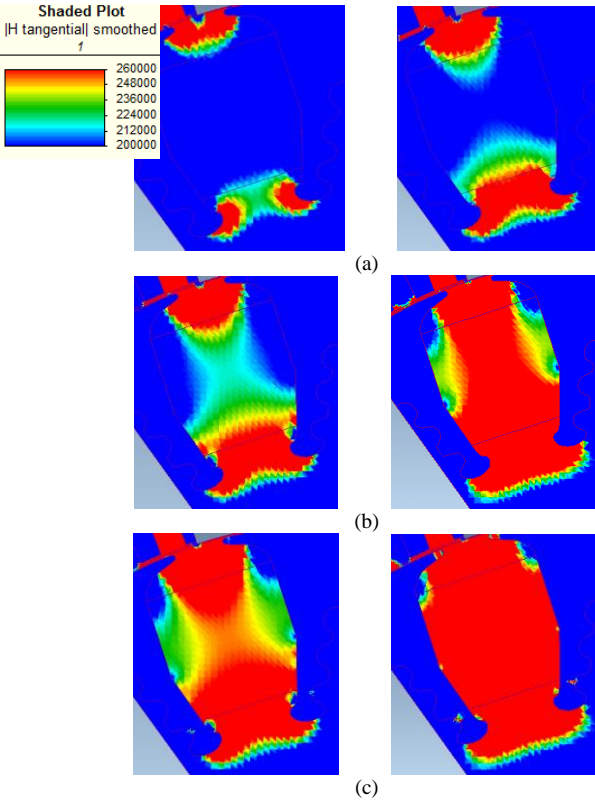 Shaded Plot
|H tangential| smoothed
1
260000
248000
236000
224000
212000
200000
(a)
(b)
(c)